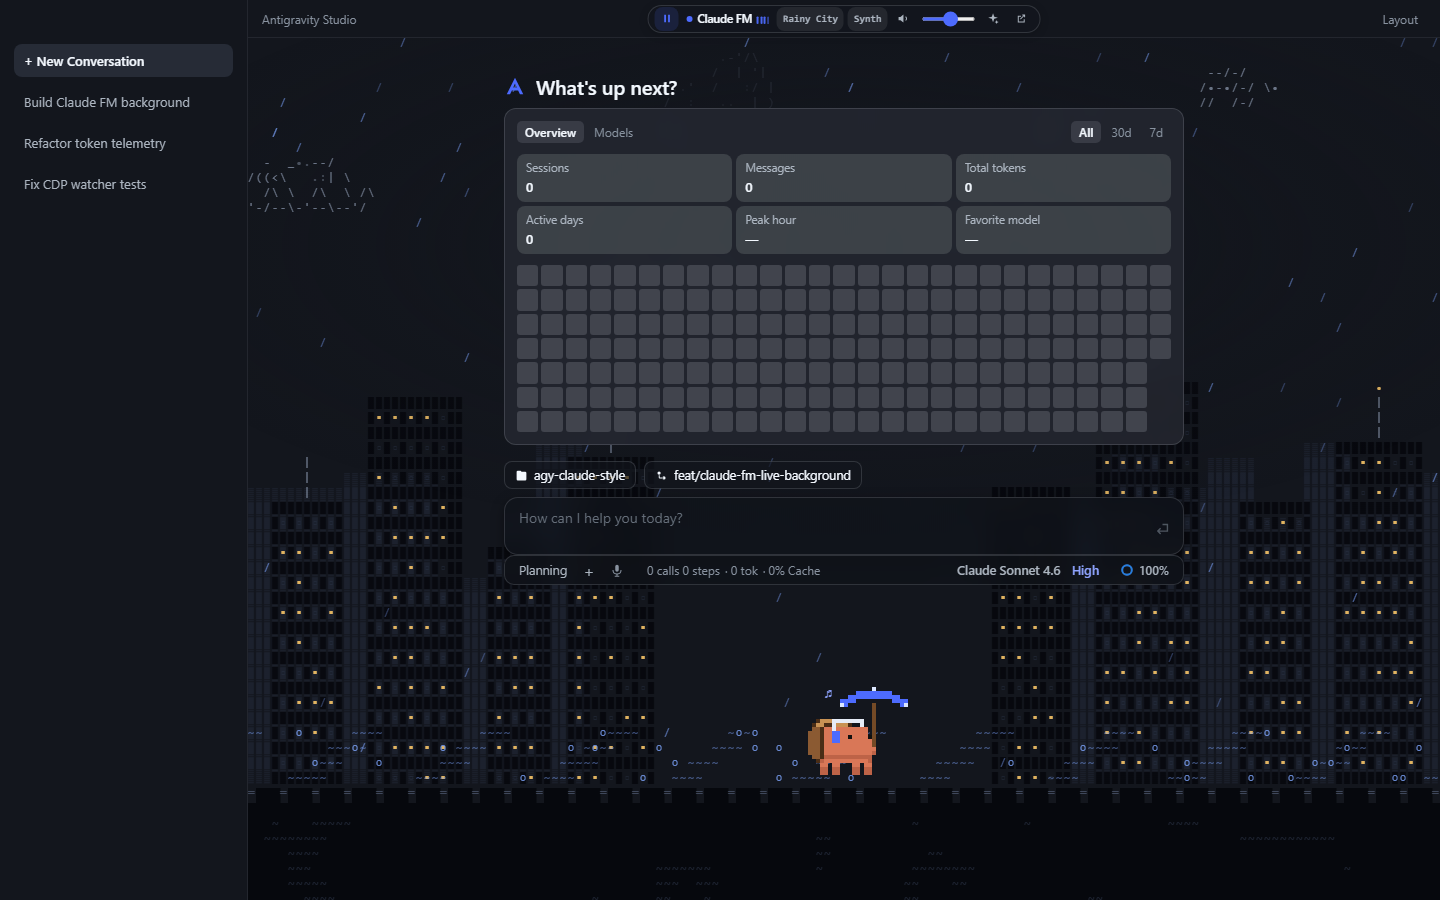 Antigravity Studio
Claude FM
Rainy City
Synth
Layout
+ New Conversation
Build Claude FM background
Refactor token telemetry
Fix CDP watcher tests
What's up next?
Overview
Models
All
30d
7d
Sessions
0
Messages
0
Total tokens
0
Active days
0
Peak hour
—
Favorite model
—
agy-claude-style
feat/claude-fm-live-background
How can I help you today?
Planning
+
0 calls 0 steps · 0 tok · 0% Cache
Claude Sonnet 4.6
High
100%